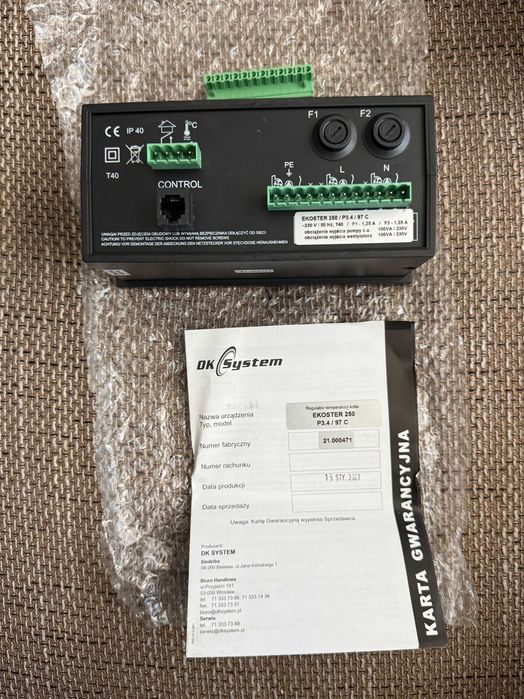 CE IP 40
T40
°C
CONTROL
F1 F2
PE L N
UWAGA! PRZED ZDJĘCIEM OBUDOWY LUB WYMIANĄ BEZPIECZNIKA ODŁĄCZYĆ OD SIECI
CAUTION! TO PREVENT ELECTRIC SHOCK DO NOT REMOVE SCREWS
ACHTUNG! VOR DEMONTAGE DER ABDECKUNG DEN NETZSTECKER VOR STECKDOSE HERAUSNEHMEN
EKOSTER 250 / P3.4 / 97 C
~230 V / 50 Hz, T40 / F1 - 1,25 A / F2 - 1,25 A
obciążenie wyjścia pompy c.o. 100VA / 230V
obciążenie wyjścia wentylatora 100VA / 230V
DK System
Nazwa urządzenia
Typ, model
Regulator temperatury kotła
EKOSTER 250
P3.4 / 97 C
Numer fabryczny
21.000471
Numer rachunku
Data produkcji
15 STY. 2021
Data sprzedaży
Uwaga: Kartę Gwarancyjną wypełnia Sprzedawca.
Producent
DK SYSTEM
Siedziba
58-260 Bielawa, ul.Jana Kilińskiego 1
Biuro Handlowe
ul.Przyjaźni 141
53-030 Wrocław
tel. 71 333 73 88, 71 333 74 36
fax. 71 333 73 31
biuro@dksystem.pl
Serwis
tel. 71 333 73 88
serwis@dksystem.pl
KARTA GWARANCYJNA